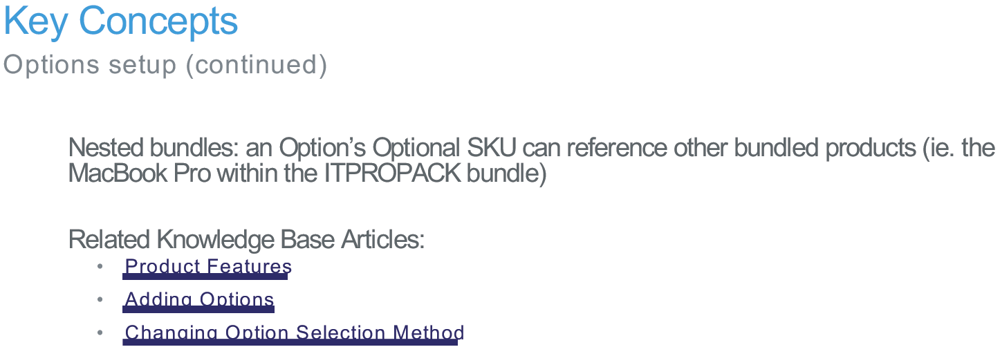 Key Concepts
Options setup (continued)
Nested bundles: an Option’s Optional SKU can reference other bundled products (ie. the
MacBook Pro within the ITPROPACK bundle)
Related Knowledge Base Articles:
• Product Features
• Adding Options
• Changing Option Selection Method